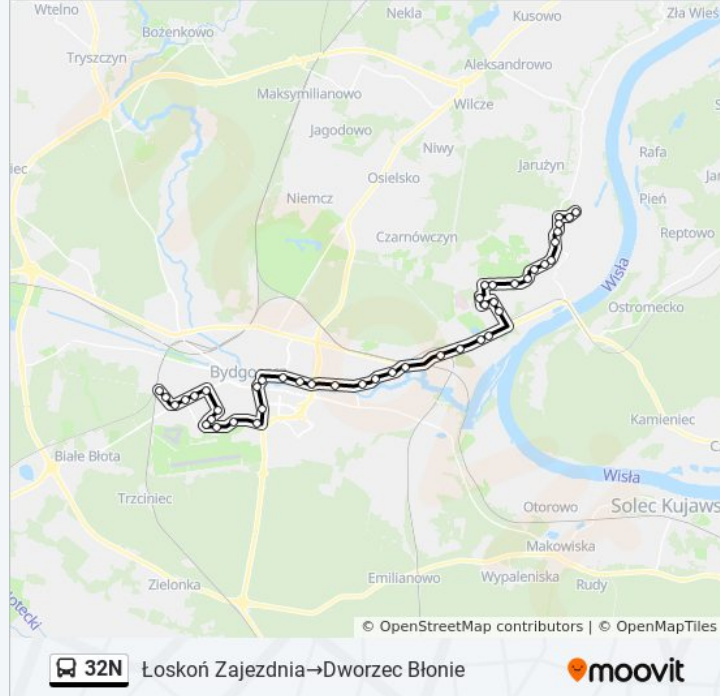 Wtelno
Nekla
Kusowo
Zła Wieś
Bożenkowo
Tryszczyn
Aleksandrowo
Maksymilianowo
Wilcze
Jagodowo
Niwy
Rafa
Jarużyn
Osielsko
Pień
Niemcz
Reptowo
Czarnówczyn
Wisła
Ostromecko
Bydgo
Kamieniec
Białe Błota
Wisła
Trzciniec
Otorowo
Solec Kujaws
Makowiska
Emilianowo
Wypaleniska
Rudy
Zielonka
otecki
© OpenStreetMap contributors | © OpenMapTiles
32N
Łoskoń Zajezdnia→Dworzec Błonie
moovit